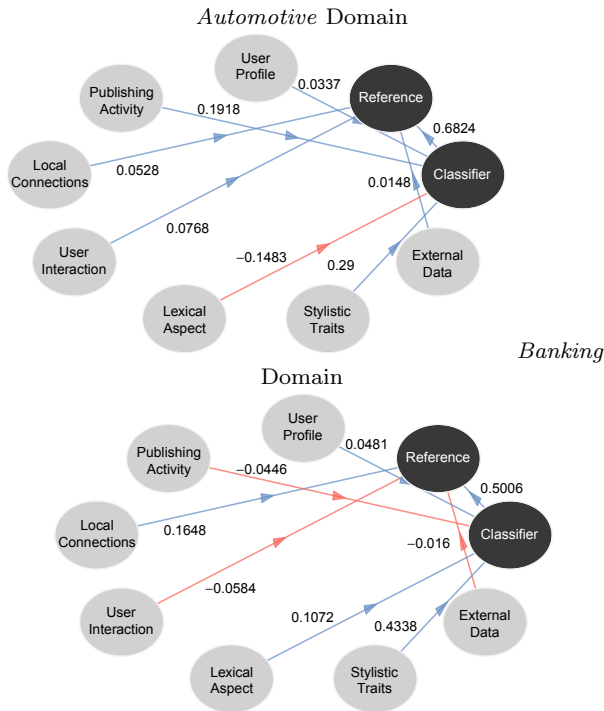 Automotive Domain
User
Profile
0.0337
Publishing
Activity
0.1918
Reference
0.6824
Local
Connections
0.0528
Classifier
0.0148
0.0768
User
Interaction
−0.1483
0.29
External
Data
Lexical
Aspect
Stylistic
Traits
Banking
Domain
User
Profile
0.0481
Publishing
Activity
−0.0446
Reference
0.5006
Local
Connections
0.1648
Classifier
−0.016
−0.0584
User
Interaction
0.1072
0.4338
External
Data
Lexical
Aspect
Stylistic
Traits